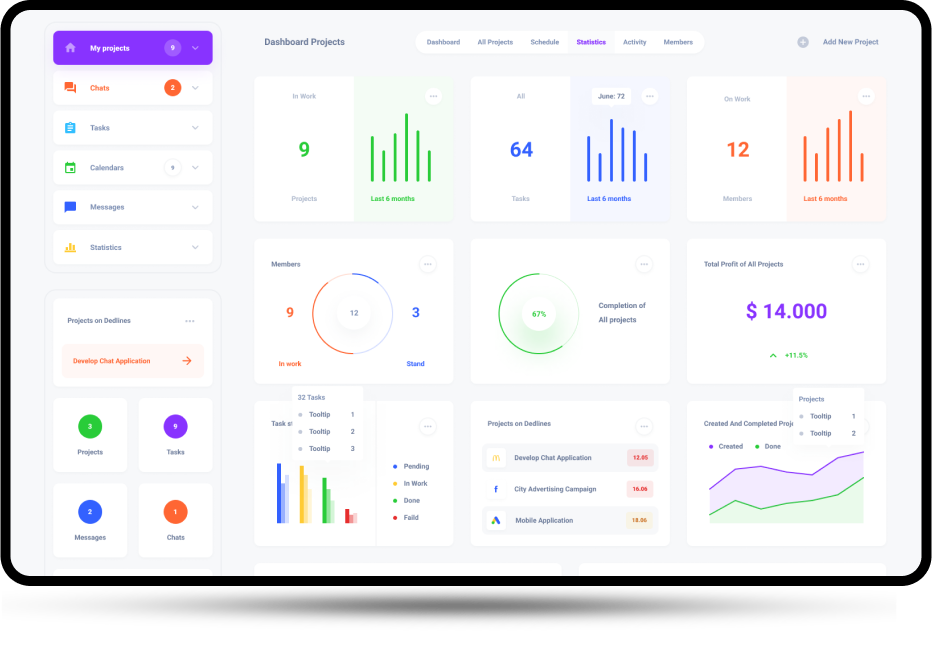 My projects
9
Chats
2
Tasks
Calendars
9
Messages
Statistics
Projects on Dedlines
Develop Chat Application
3
Projects
9
Tasks
2
Messages
1
Chats
Dashboard Projects
Dashboard
All Projects
Schedule
Statistics
Activity
Members
Add New Project
In Work
9
Projects
Last 6 months
All
64
Tasks
June: 72
Last 6 months
On Work
12
Members
Last 6 months
Members
9
12
3
In work
Stand
67%
Completion of
All projects
Total Profit of All Projects
$ 14.000
+11.5%
Task st
32 Tasks
Tooltip 1
Tooltip 2
Tooltip 3
Pending
In Work
Done
Faild
Projects on Dedlines
Develop Chat Application
12.05
City Advertising Campaign
16.06
Mobile Application
18.06
Created And Completed Proje
Created
Done
Projects
Tooltip 1
Tooltip 2